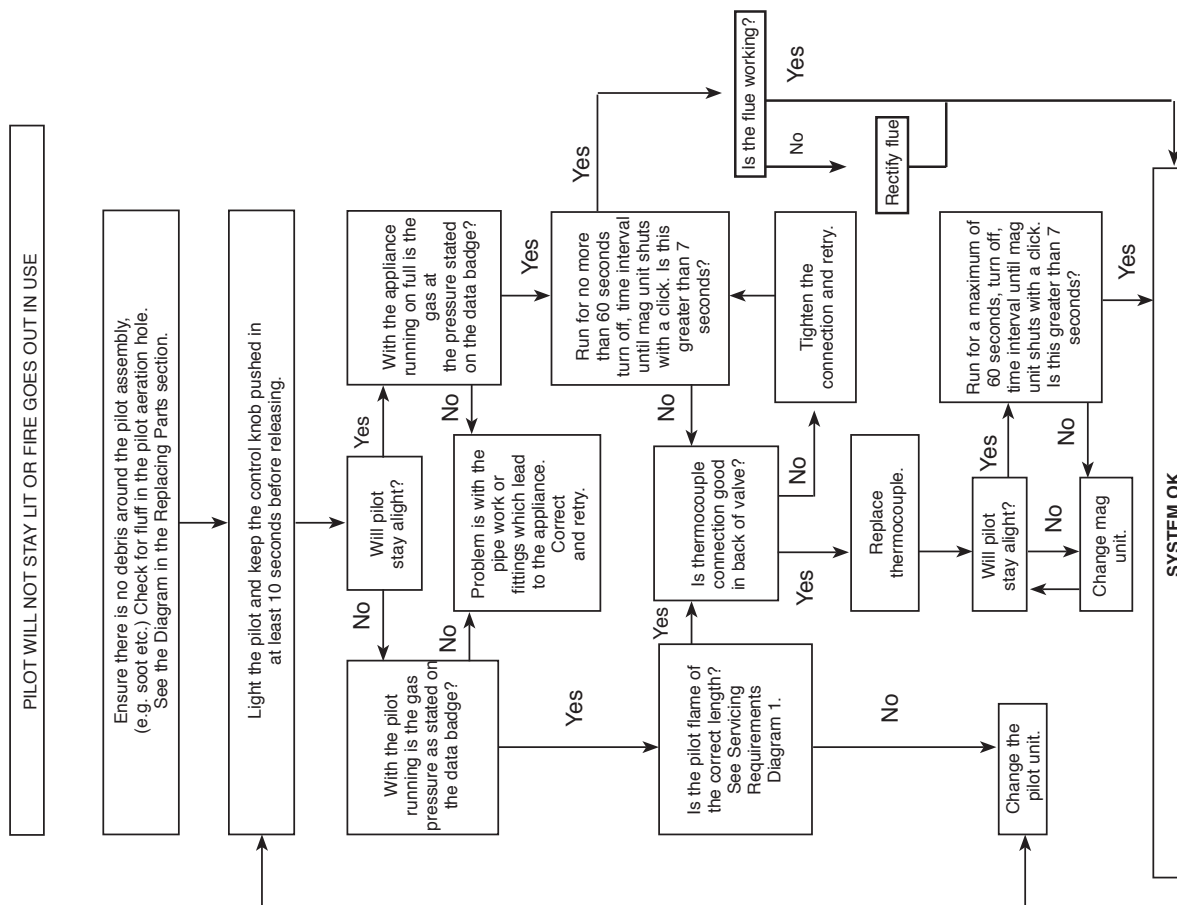 PILOT WILL NOT STAY LIT OR FIRE GOES OUT IN USE
Ensure there is no debris around the pilot assembly,
(e.g. soot etc.) Check for fluff in the pilot aeration hole.
See the Diagram in the Replacing Parts section.
Light the pilot and keep the control knob pushed in
at least 10 seconds before releasing.
Will pilot
stay alight?
No
Yes
With the pilot
running is the gas
pressure as stated on
the data badge?
No
Yes
With the appliance
running on full is the
gas at
the pressure stated
on the data badge?
No
Yes
Problem is with the
pipe work or
fittings which lead
to the appliance.
Correct
and retry.
Is the pilot flame of
the correct length?
See Servicing
Requirements
Diagram 1.
Yes
No
Is thermocouple
connection good
in back of valve?
Yes
No
Run for no more
than 60 seconds
turn off, time interval
until mag unit shuts
with a click. Is this
greater than 7
seconds?
No
Yes
Tighten the
connection and retry.
Is the flue working?
No
Yes
Rectify flue
Replace
thermocouple.
Will pilot
stay alight?
Yes
No
Change mag
unit.
Run for a maximum of
60 seconds, turn off,
time interval until mag
unit shuts with a click.
Is this greater than 7
seconds?
No
Yes
Change the
pilot unit.
SYSTEM OK